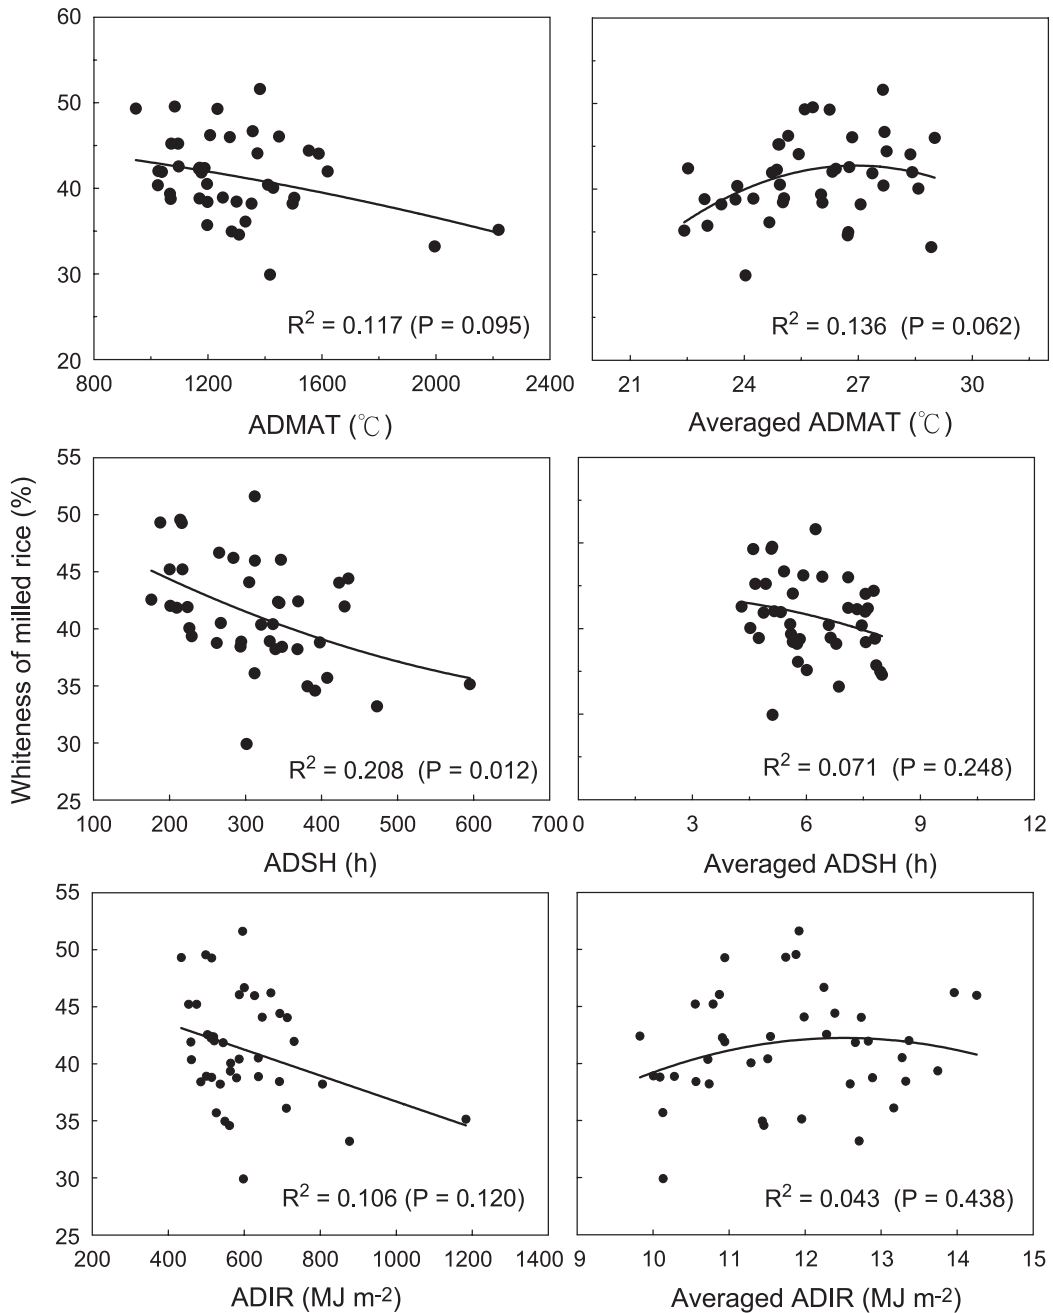 60
50
40
30
20
R² = 0.117 (P = 0.095)
R² = 0.136 (P = 0.062)
800 1200 1600 2000 2400
21 24 27 30
ADMAT (℃)
Averaged ADMAT (℃)
Whiteness of milled rice (%)
55
50
45
40
35
30
25
R² = 0.208 (P = 0.012)
R² = 0.071 (P = 0.248)
100 200 300 400 500 600 700
0 3 6 9 12
ADSH (h)
Averaged ADSH (h)
55
50
45
40
35
30
25
R² = 0.106 (P = 0.120)
R² = 0.043 (P = 0.438)
200 400 600 800 1000 1200 1400
9 10 11 12 13 14 15
ADIR (MJ m-2)
Averaged ADIR (MJ m-2)